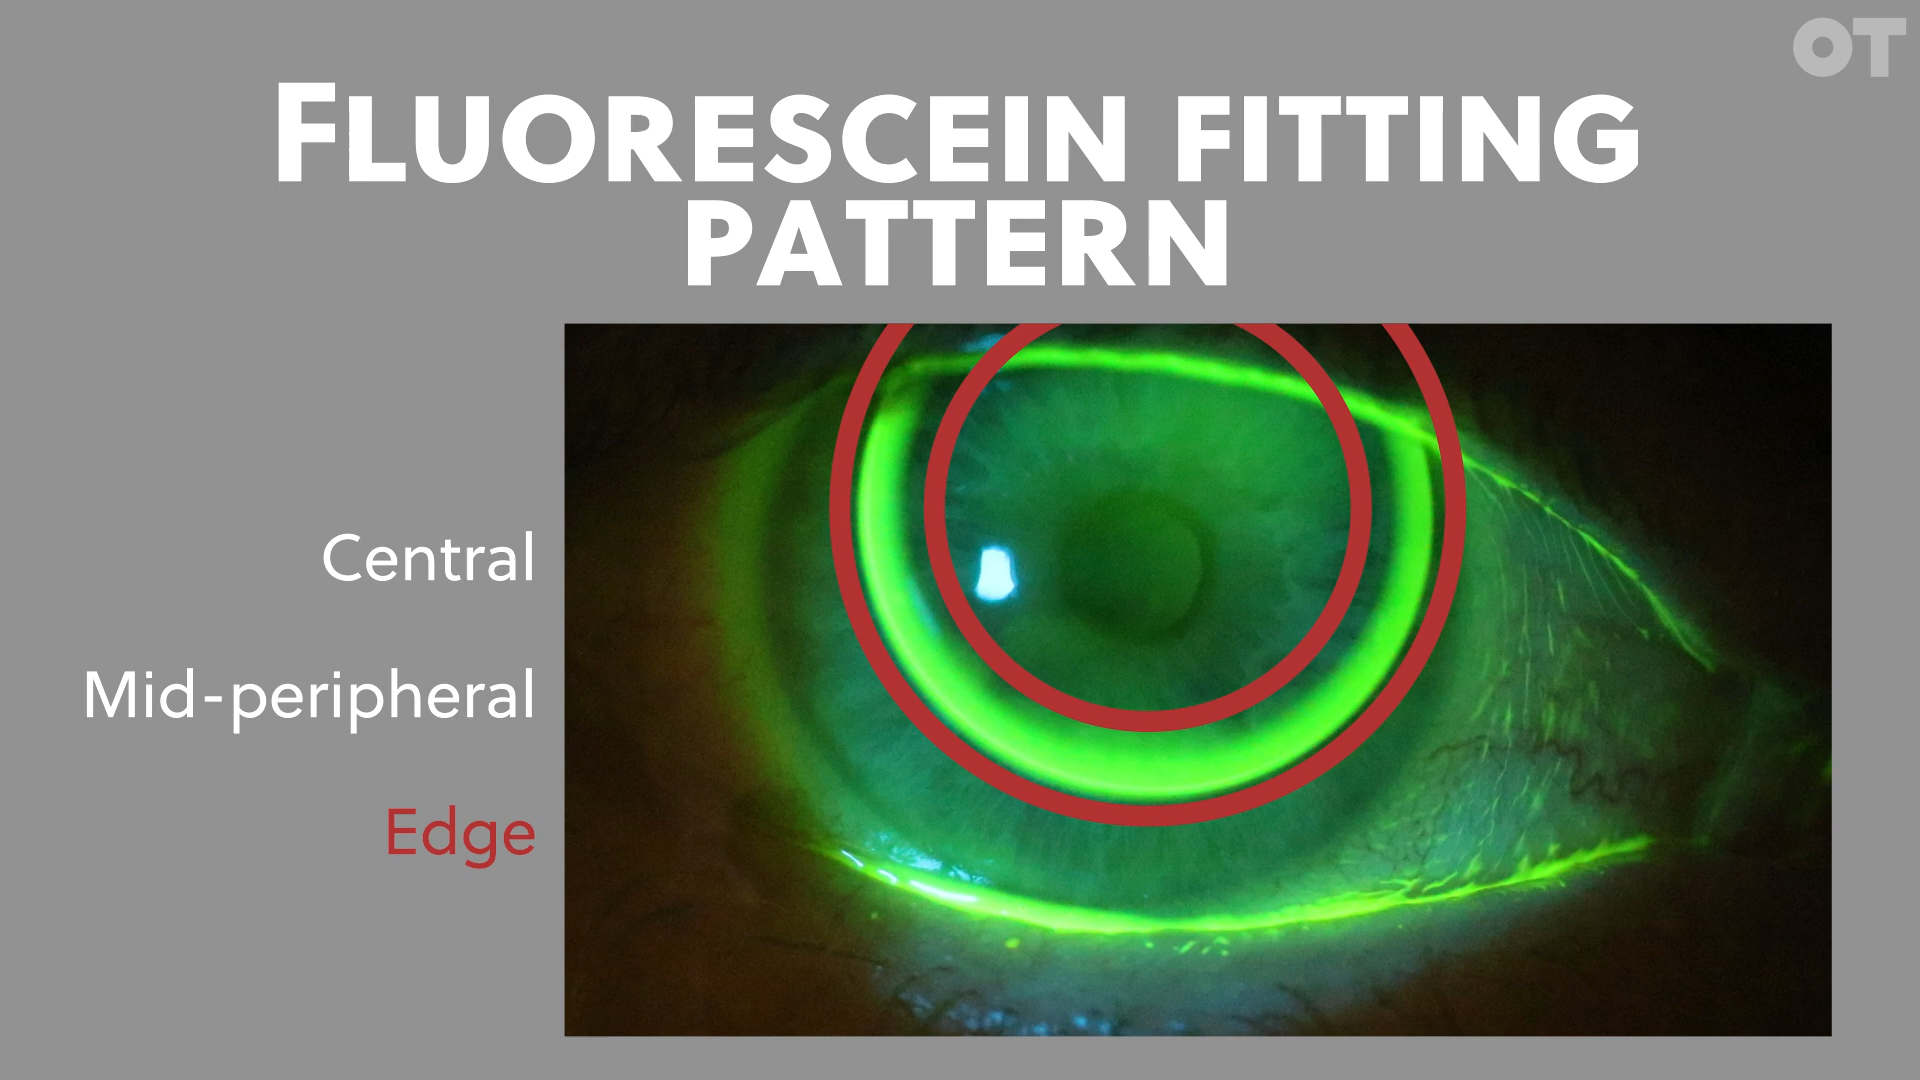 FLUORESCEIN FITTING
PATTERN
Central
Mid-peripheral
Edge
OT